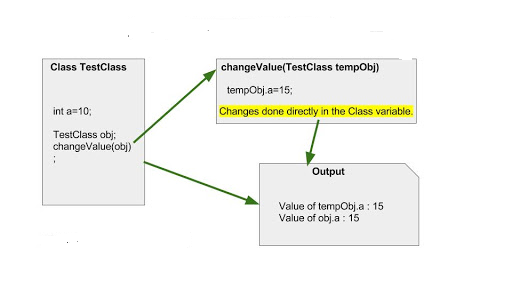 Class TestClass
int a=10;
TestClass obj;
changeValue(obj)
;
changeValue(TestClass tempObj)
tempObj.a=15;
Changes done directly in the Class variable.
Output
Value of tempObj.a : 15
Value of obj.a : 15